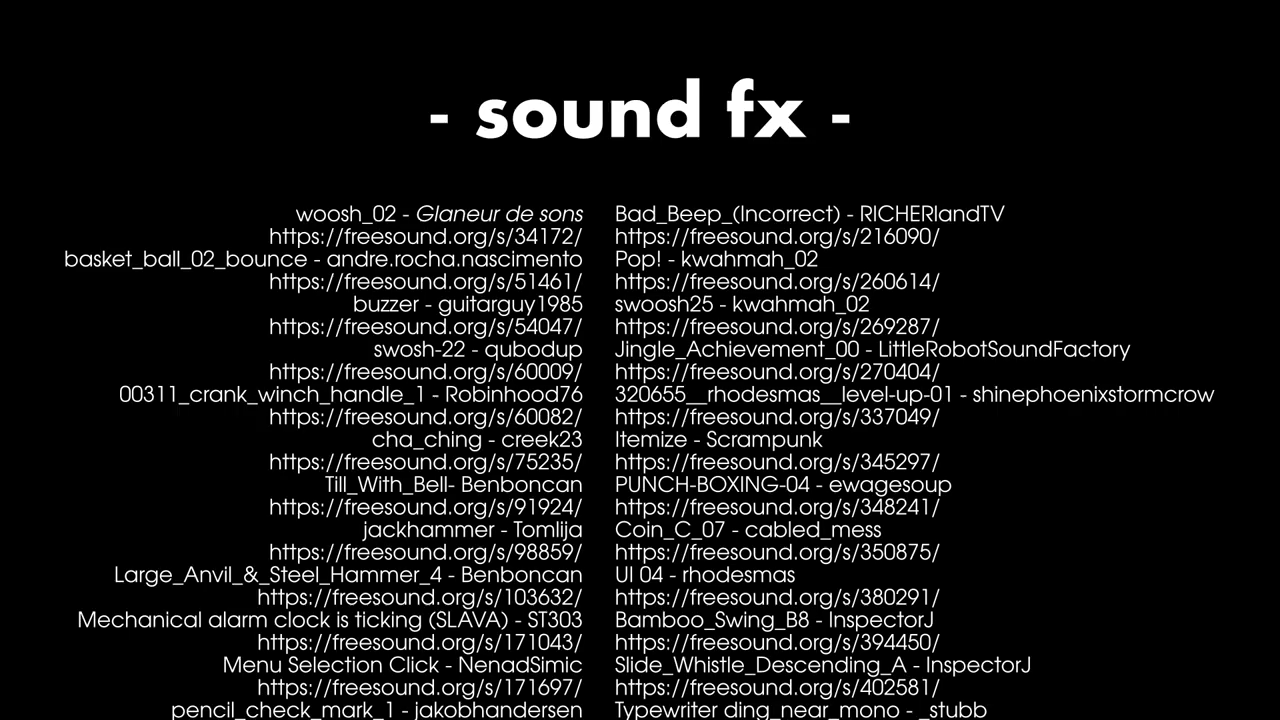 - sound fx -
woosh_02 - Glaneur de sons
https://freesound.org/s/34172/
basket_ball_02_bounce - andre.rocha.nascimento
https://freesound.org/s/51461/
buzzer - guitarguy1985
https://freesound.org/s/54047/
swosh-22 - qubodup
https://freesound.org/s/60009/
00311_crank_winch_handle_1 - Robinhood76
https://freesound.org/s/60082/
cha_ching - creek23
https://freesound.org/s/75235/
Till_With_Bell- Benboncan
https://freesound.org/s/91924/
jackhammer - Tomlija
https://freesound.org/s/98859/
Large_Anvil_&_Steel_Hammer_4 - Benboncan
https://freesound.org/s/103632/
Mechanical alarm clock is ticking (SLAVA) - ST303
https://freesound.org/s/171043/
Menu Selection Click - NenadSimic
https://freesound.org/s/171697/
pencil_check_mark_1 - jakobhandersen
Bad_Beep_(Incorrect) - RICHERlandTV
https://freesound.org/s/216090/
Pop! - kwahmah_02
https://freesound.org/s/260614/
swoosh25 - kwahmah_02
https://freesound.org/s/269287/
Jingle_Achievement_00 - LittleRobotSoundFactory
https://freesound.org/s/270404/
320655__rhodesmas__level-up-01 - shinephoenixstormcrow
https://freesound.org/s/337049/
Itemize - Scrampunk
https://freesound.org/s/345297/
PUNCH-BOXING-04 - ewagesoup
https://freesound.org/s/348241/
Coin_C_07 - cabled_mess
https://freesound.org/s/350875/
UI 04 - rhodesmas
https://freesound.org/s/380291/
Bamboo_Swing_B8 - InspectorJ
https://freesound.org/s/394450/
Slide_Whistle_Descending_A - InspectorJ
https://freesound.org/s/402581/
Typewriter ding_near_mono - _stubb